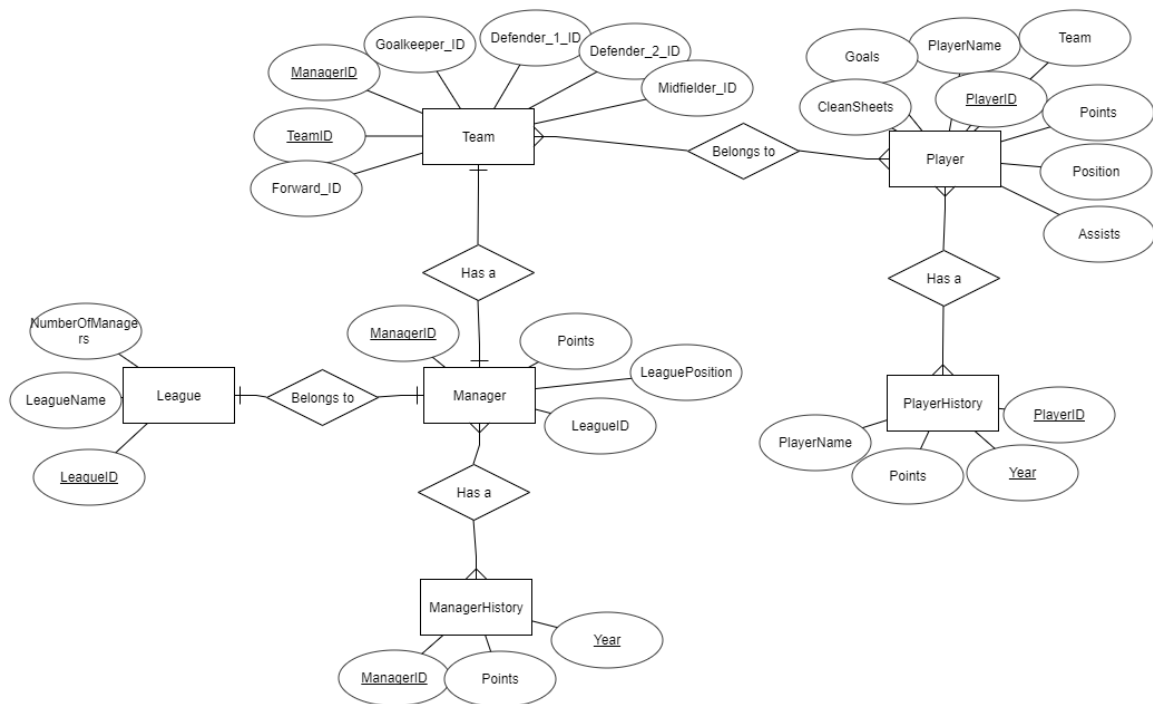 Goalkeeper_ID
Defender_1_ID
Defender_2_ID
ManagerID
Midfielder_ID
TeamID
Team
Forward_ID
Belongs to
Goals
PlayerName
Team
CleanSheets
PlayerID
Points
Player
Position
Assists
Has a
Has a
NumberOfManage
rs
ManagerID
Points
LeaguePosition
League
Belongs to
Manager
LeagueName
LeagueID
LeagueID
PlayerHistory
PlayerID
PlayerName
Points
Year
Has a
ManagerHistory
Year
ManagerID
Points